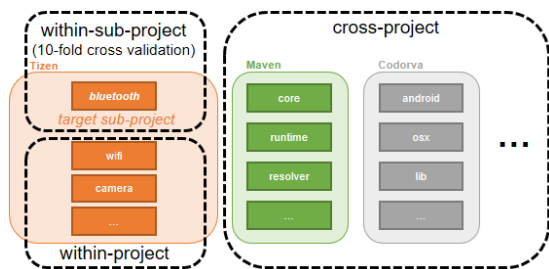 within-sub-project
(10-fold cross validation)
Tizen
bluetooth
target sub-project
wifi
camera
...
within-project
cross-project
Maven
core
runtime
resolver
...
Codorva
android
osx
lib
...
...